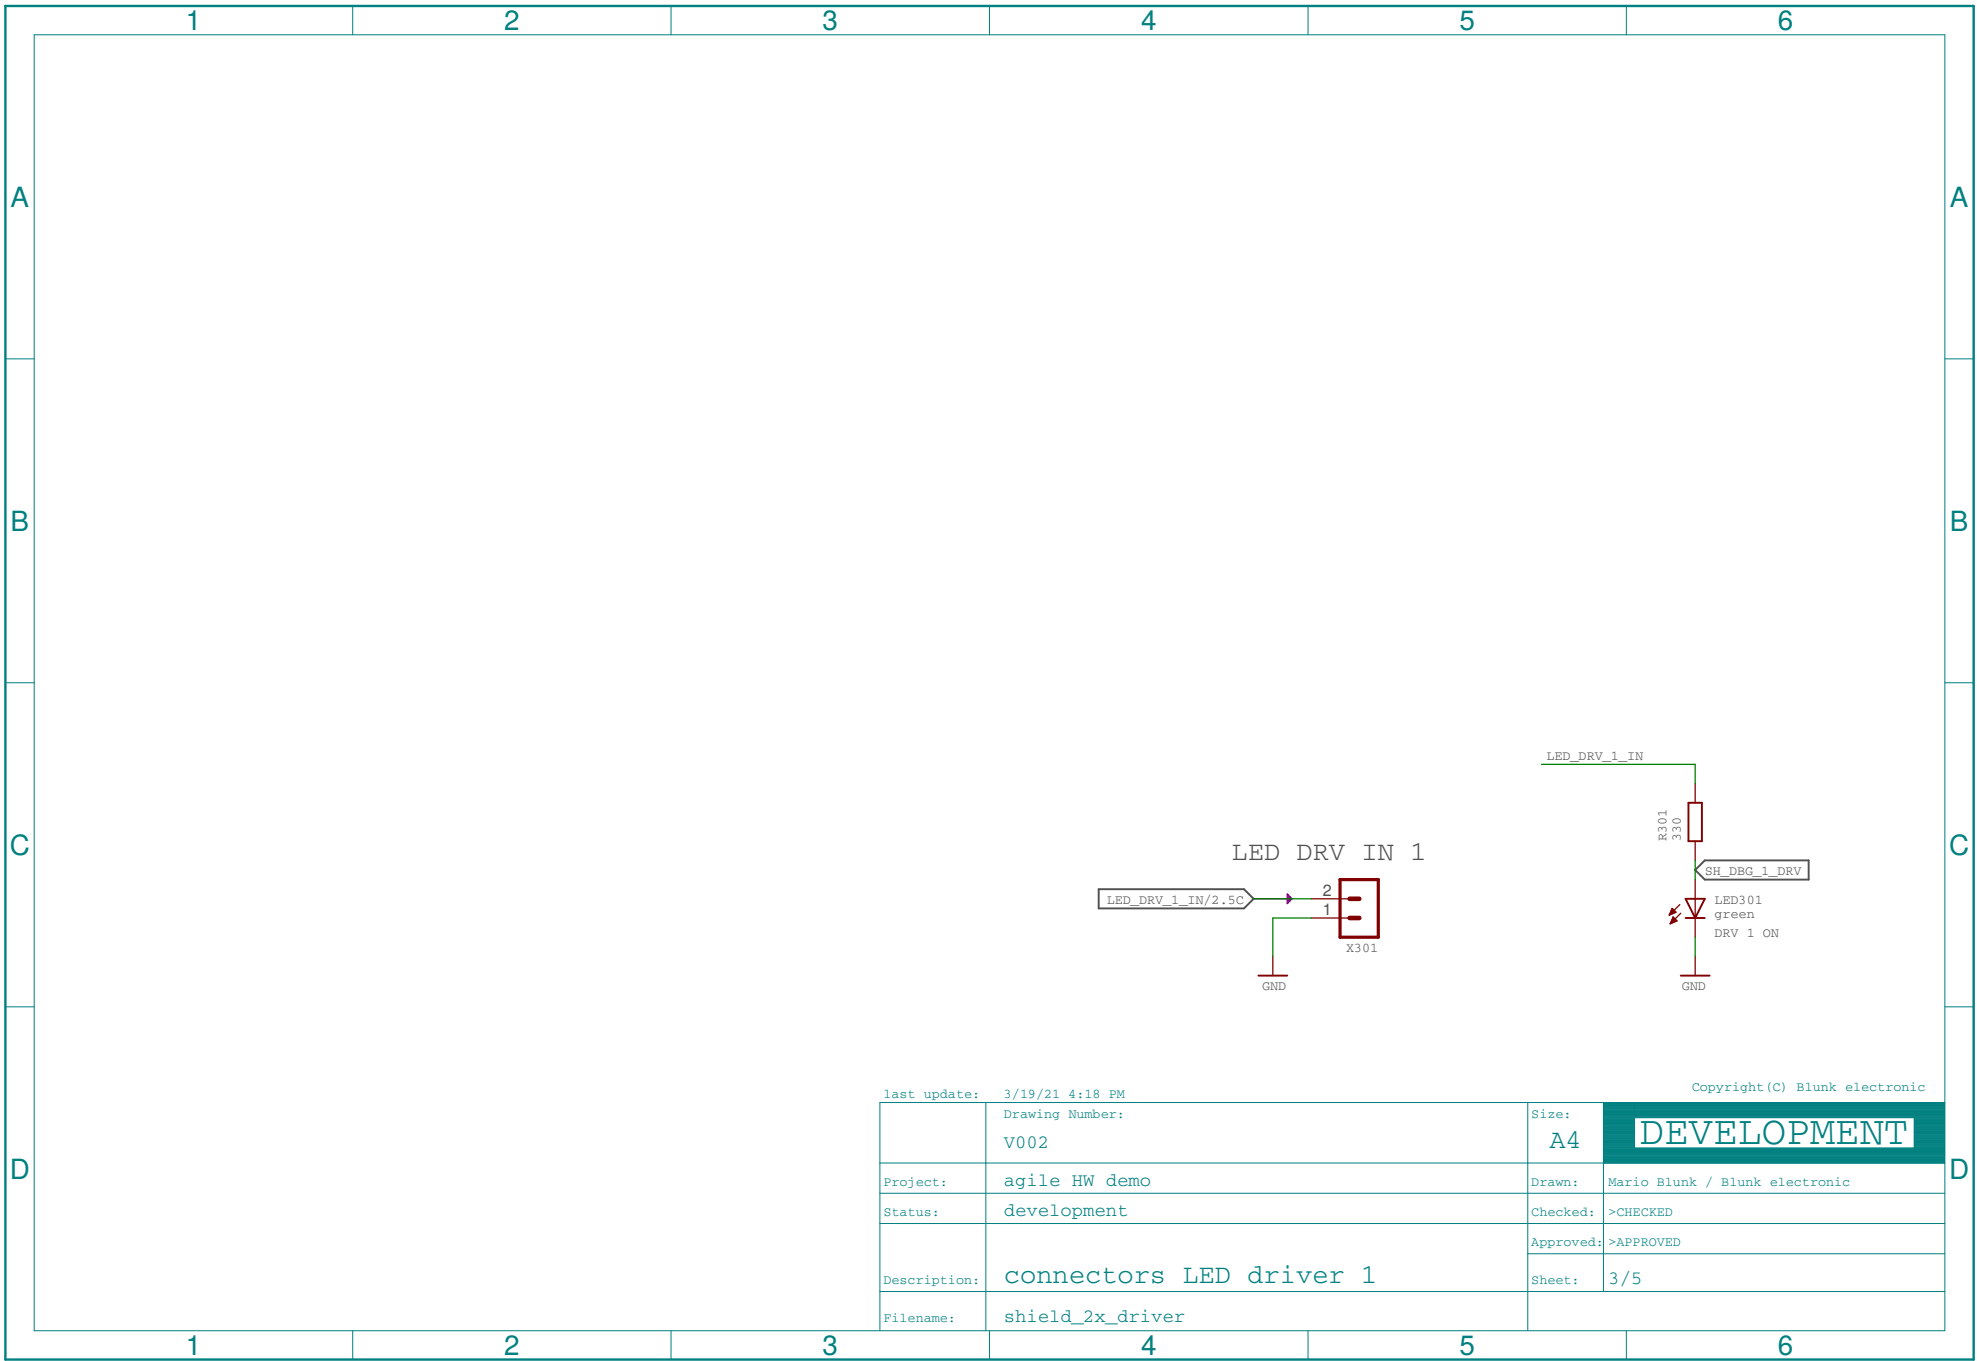 1 2 3 4 5 6
A A
B B
LED_DRV_1_IN
R301
330
C C
LED DRV IN 1
SH_DBG_1_DRV
LED_DRV_1_IN/2.5C
2
1
LED301
green
DRV 1 ON
X301
GND
GND
last update: 3/19/21 4:18 PM
Copyright(C) Blunk electronic
Drawing Number:
V002
Size:
A4
DEVELOPMENT
D D
Project: agile HW demo
Drawn: Mario Blunk / Blunk electronic
Status: development
Checked: >CHECKED
Approved: >APPROVED
Description: connectors LED driver 1
Sheet: 3/5
Filename: shield_2x_driver
1 2 3 4 5 6